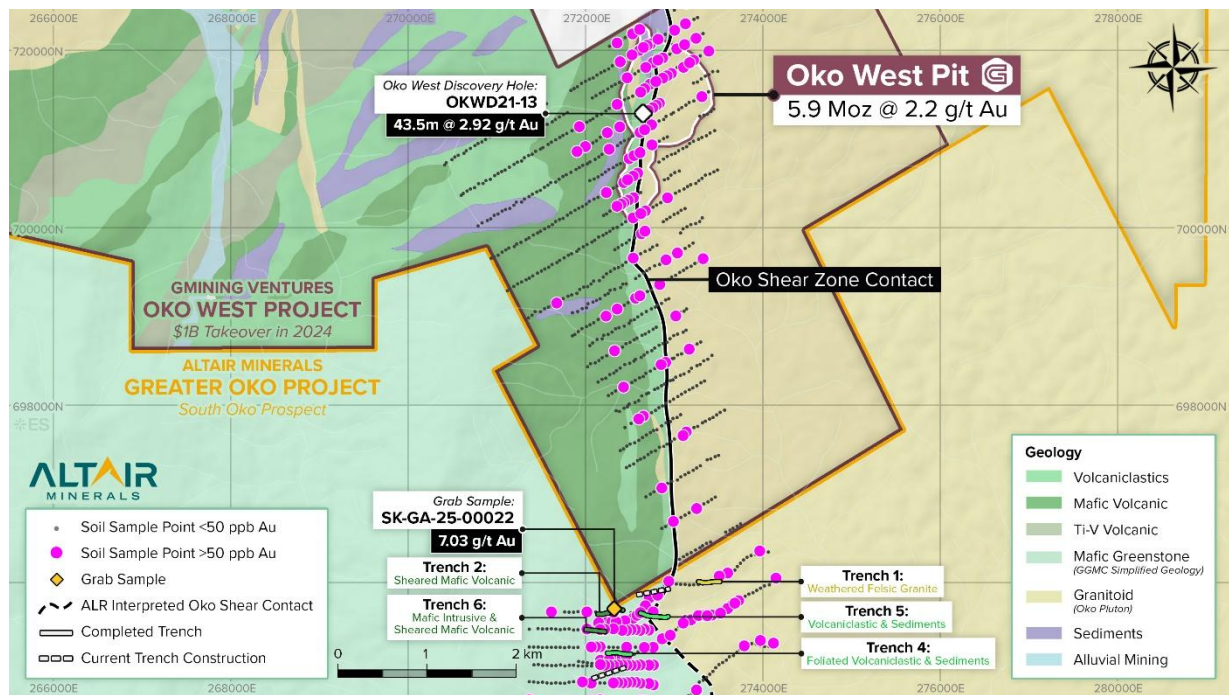 266000E
268000E
270000E
272000E
274000E
276000E
278000E
720000N
720000N
Oko West Discovery Hole:
OKWD21-13
43.5m @ 2.92 g/t Au
Oko West Pit G
5.9 Moz @ 2.2 g/t Au
700000N
700000N
Oko Shear Zone Contact
GMINING VENTURES
OKO WEST PROJECT
$1B Takeover in 2024
ALTAIR MINERALS
GREATER OKO PROJECT
South Oko Prospect
698000N
698000N
ES
ALTAIR
MINERALS
Soil Sample Point <50 ppb Au
Soil Sample Point >50 ppb Au
Grab Sample
ALR Interpreted Oko Shear Contact
Completed Trench
Current Trench Construction
Grab Sample:
SK-GA-25-00022
7.03 g/t Au
Trench 2:
Sheared Mafic Volcanic
Trench 6:
Mafic Intrusive &
Sheared Mafic Volcanic
Trench 1:
Weathered Felsic Granite
Trench 5:
Volcaniclastic & Sediments
Trench 4:
Foliated Volcaniclastic & Sediments
0 1 2 km
Geology
Volcaniclastics
Mafic Volcanic
Ti-V Volcanic
Mafic Greenstone
(GGMC Simplified Geology)
Granitoid
(Oko Pluton)
Sediments
Alluvial Mining
266000E
268000E
274000E
276000E
278000E